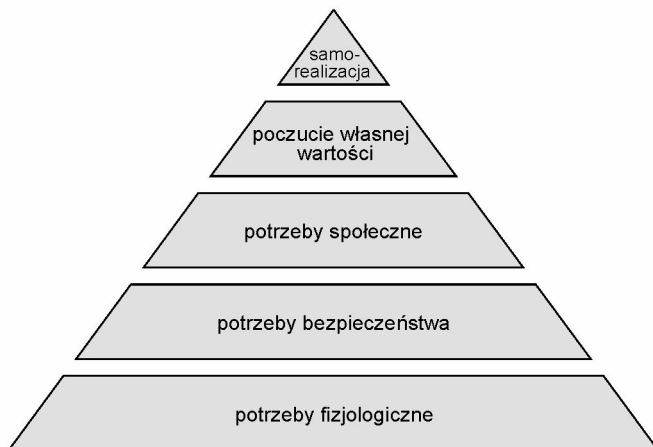 samo-
realizacja
poczucie własnej
wartości
potrzeby społeczne
potrzeby bezpieczeństwa
potrzeby fizjologiczne